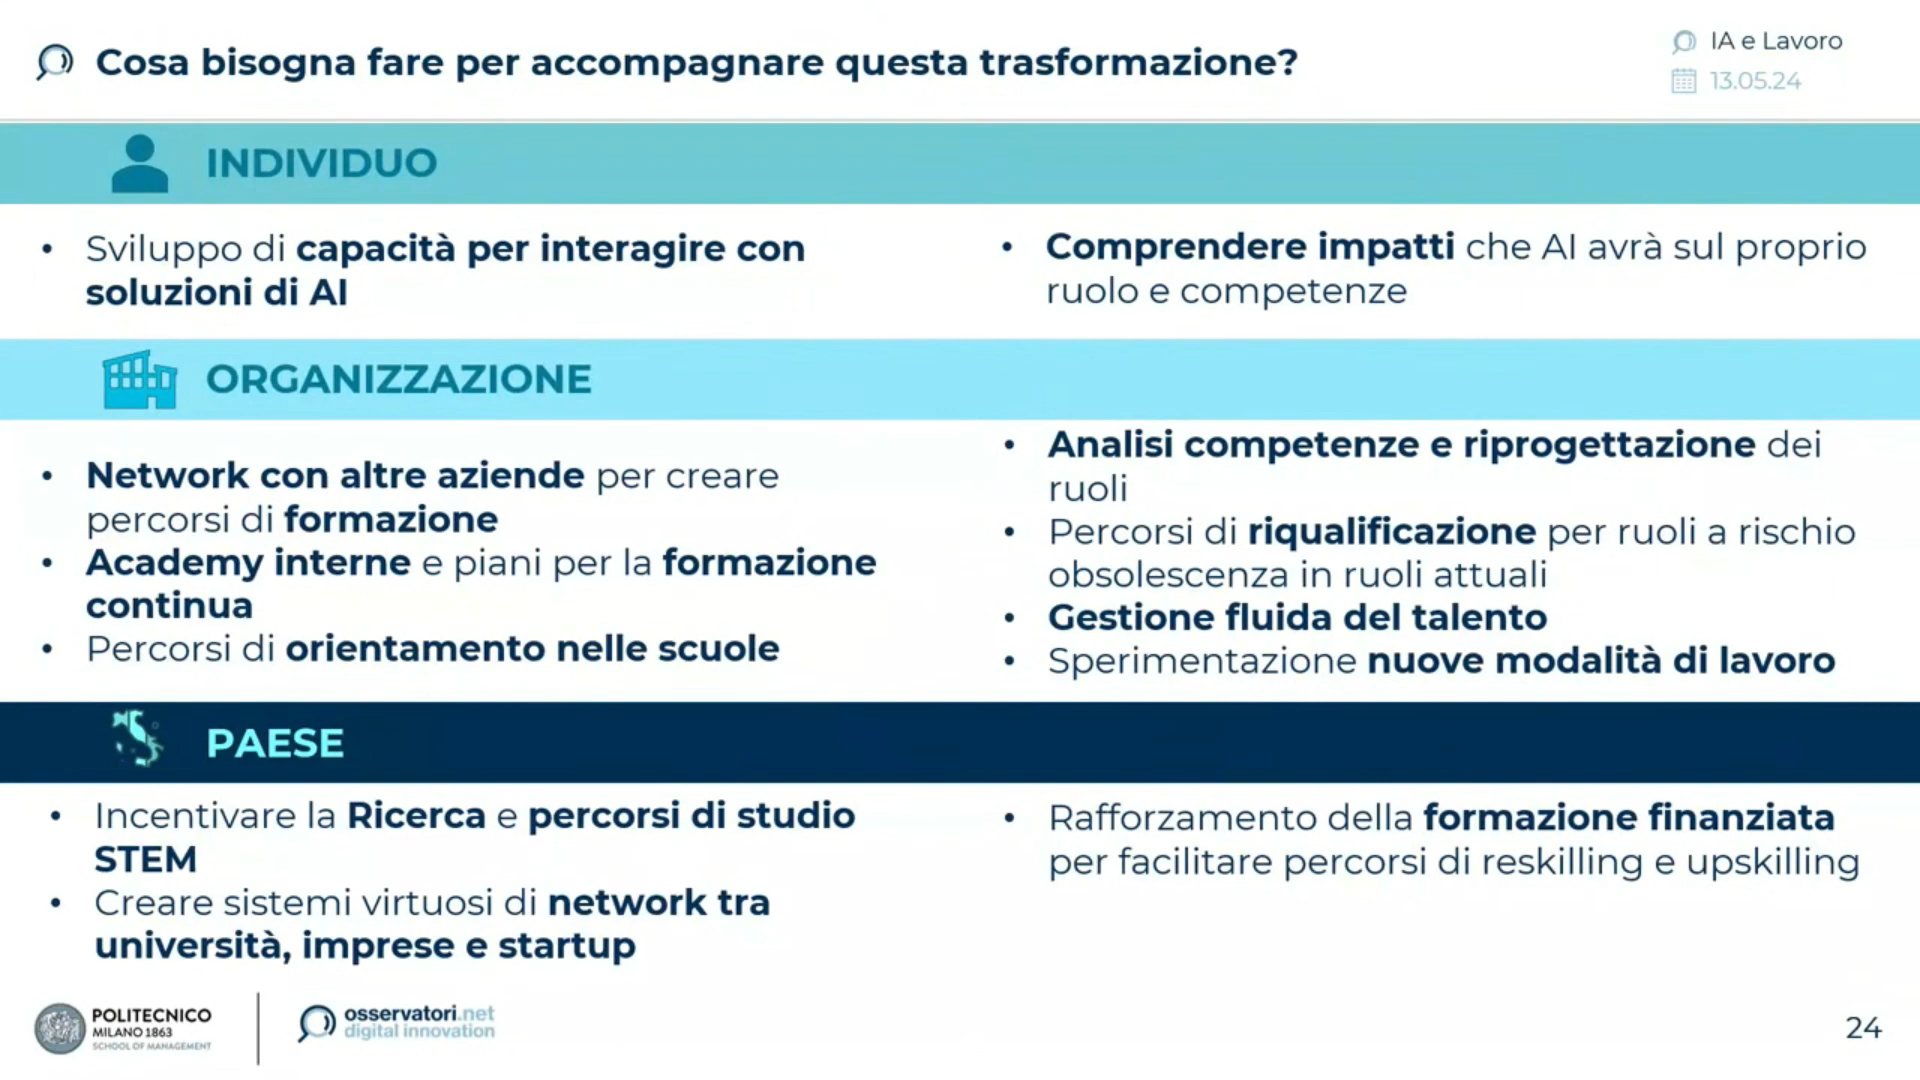 Cosa bisogna fare per accompagnare questa trasformazione?
IA e Lavoro
13.05.24
INDIVIDUO
• Sviluppo di capacità per interagire con
soluzioni di AI
• Comprendere impatti che AI avrà sul proprio
ruolo e competenze
ORGANIZZAZIONE
• Network con altre aziende per creare
percorsi di formazione
• Academy interne e piani per la formazione
continua
• Percorsi di orientamento nelle scuole
• Analisi competenze e riprogettazione dei
ruoli
• Percorsi di riqualificazione per ruoli a rischio
obsolescenza in ruoli attuali
• Gestione fluida del talento
• Sperimentazione nuove modalità di lavoro
PAESE
• Incentivare la Ricerca e percorsi di studio
STEM
• Creare sistemi virtuosi di network tra
università, imprese e startup
• Rafforzamento della formazione finanziata
per facilitare percorsi di reskilling e upskilling
POLITECNICO
MILANO 1863
SCHOOL OF MANAGEMENT
osservatori.net
digital innovation
24